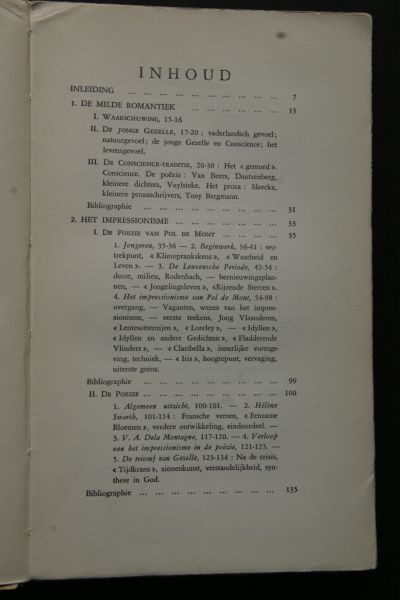 INHOUD
INLEIDING ... ... ... ... ... ... ... ... ... 7
1. DE MILDE ROMANTIEK ... ... ... ... ... ... 13
I. WAARSCHUWING, 15-16
II. DE JONGE GEZELLE, 17-20 : vaderlandsch gevoel;
natuurgevoel; de jonge Gezelle en Conscience; het
levensgevoel.
III. DE CONSCIENCE-TRADITIE, 20-30 : Het « gemoed ».
Conscience. De poëzie : Van Beers, Dautzenberg,
kleinere dichters, Vuylsteke. Het proza : Sleeckx,
kleinere prozaschrijvers, Tony Bergmann.
Bibliographie ... ... ... ... ... ... ... ... 31
2. HET IMPRESSIONISME ... ... ... ... ... ... 33
I. DE POEZIE VAN POL DE MONT ... ... ... ... 35
1. Jongeren, 35-36 — 2. Beginwerk, 36-41 : ver-
trekpunt, « Klimoprankskens », « Waarheid en
Leven ». — 3. De Leuvensche Periode, 42-54 :
decor, milieu, Rodenbach, — hernieuwingsplan-
nen, — « Jongelingsleven », « Rijzende Sterren ».
4. Het impressionisme van Pol de Mont, 54-98 :
overgang, — Vaganten, wezen van het impres-
sionisme, — eerste teekens, Jong Vlaanderen,
« Lentesotternijen », « Loreley », — « Idyllen »,
« Idyllen en andere Gedichten », « Fladderende
Vlinders », — « Claribella », innerlijke vormge-
ving, techniek, — « Iris », hoogtepunt, vervaging,
uiterste grens.
Bibliographie ... ... ... ... ... ... ... ... 99
II. DE POEZIE ... ... ... ... ... ... ... ... 100
1. Algemeen uitzicht, 100-101. — 2. Hélène
Swarth, 101-114 : Fransche verzen, « Eenzame
Bloemen », verdere ontwikkeling, eindoordeel. —
3. V. A. Dela Montagne, 117-120. — 4. Verloop
van het impressionisme in de poëzie, 121-123. —
5. De triomf van Gezelle, 123-134 : Na de crisis,
« Tijdkrans », zinnenkunst, verstandelijkheid, syn-
these in God.
Bibliographie ... ... ... ... ... ... ... ... 135